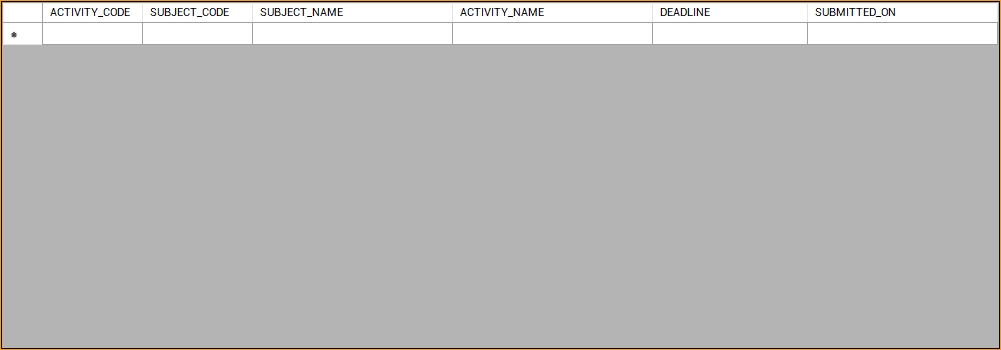 ACTIVITY_CODE SUBJECT_CODE SUBJECT_NAME ACTIVITY_NAME DEADLINE SUBMITTED_ON